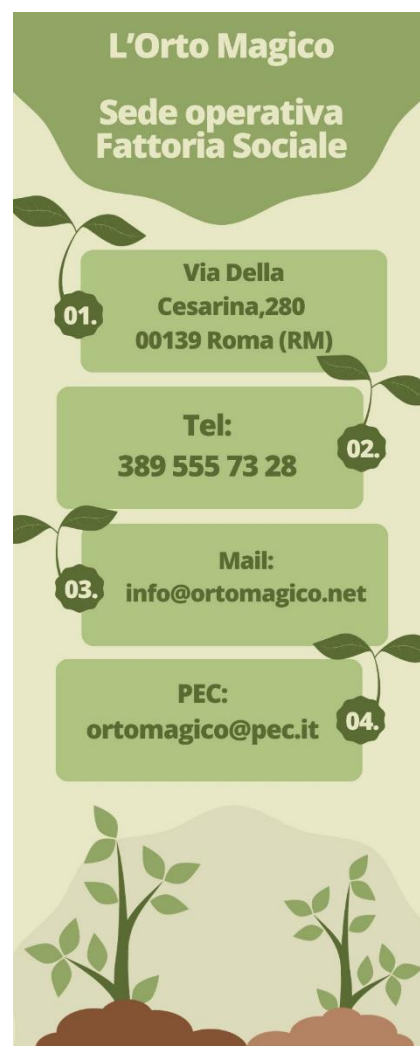 L'Orto Magico
Sede operativa
Fattoria Sociale
01.
Via Della
Cesarina,280
00139 Roma (RM)
Tel:
389 555 73 28
02.
03.
Mail:
info@ortomagico.net
PEC:
ortomagico@pec.it
04.